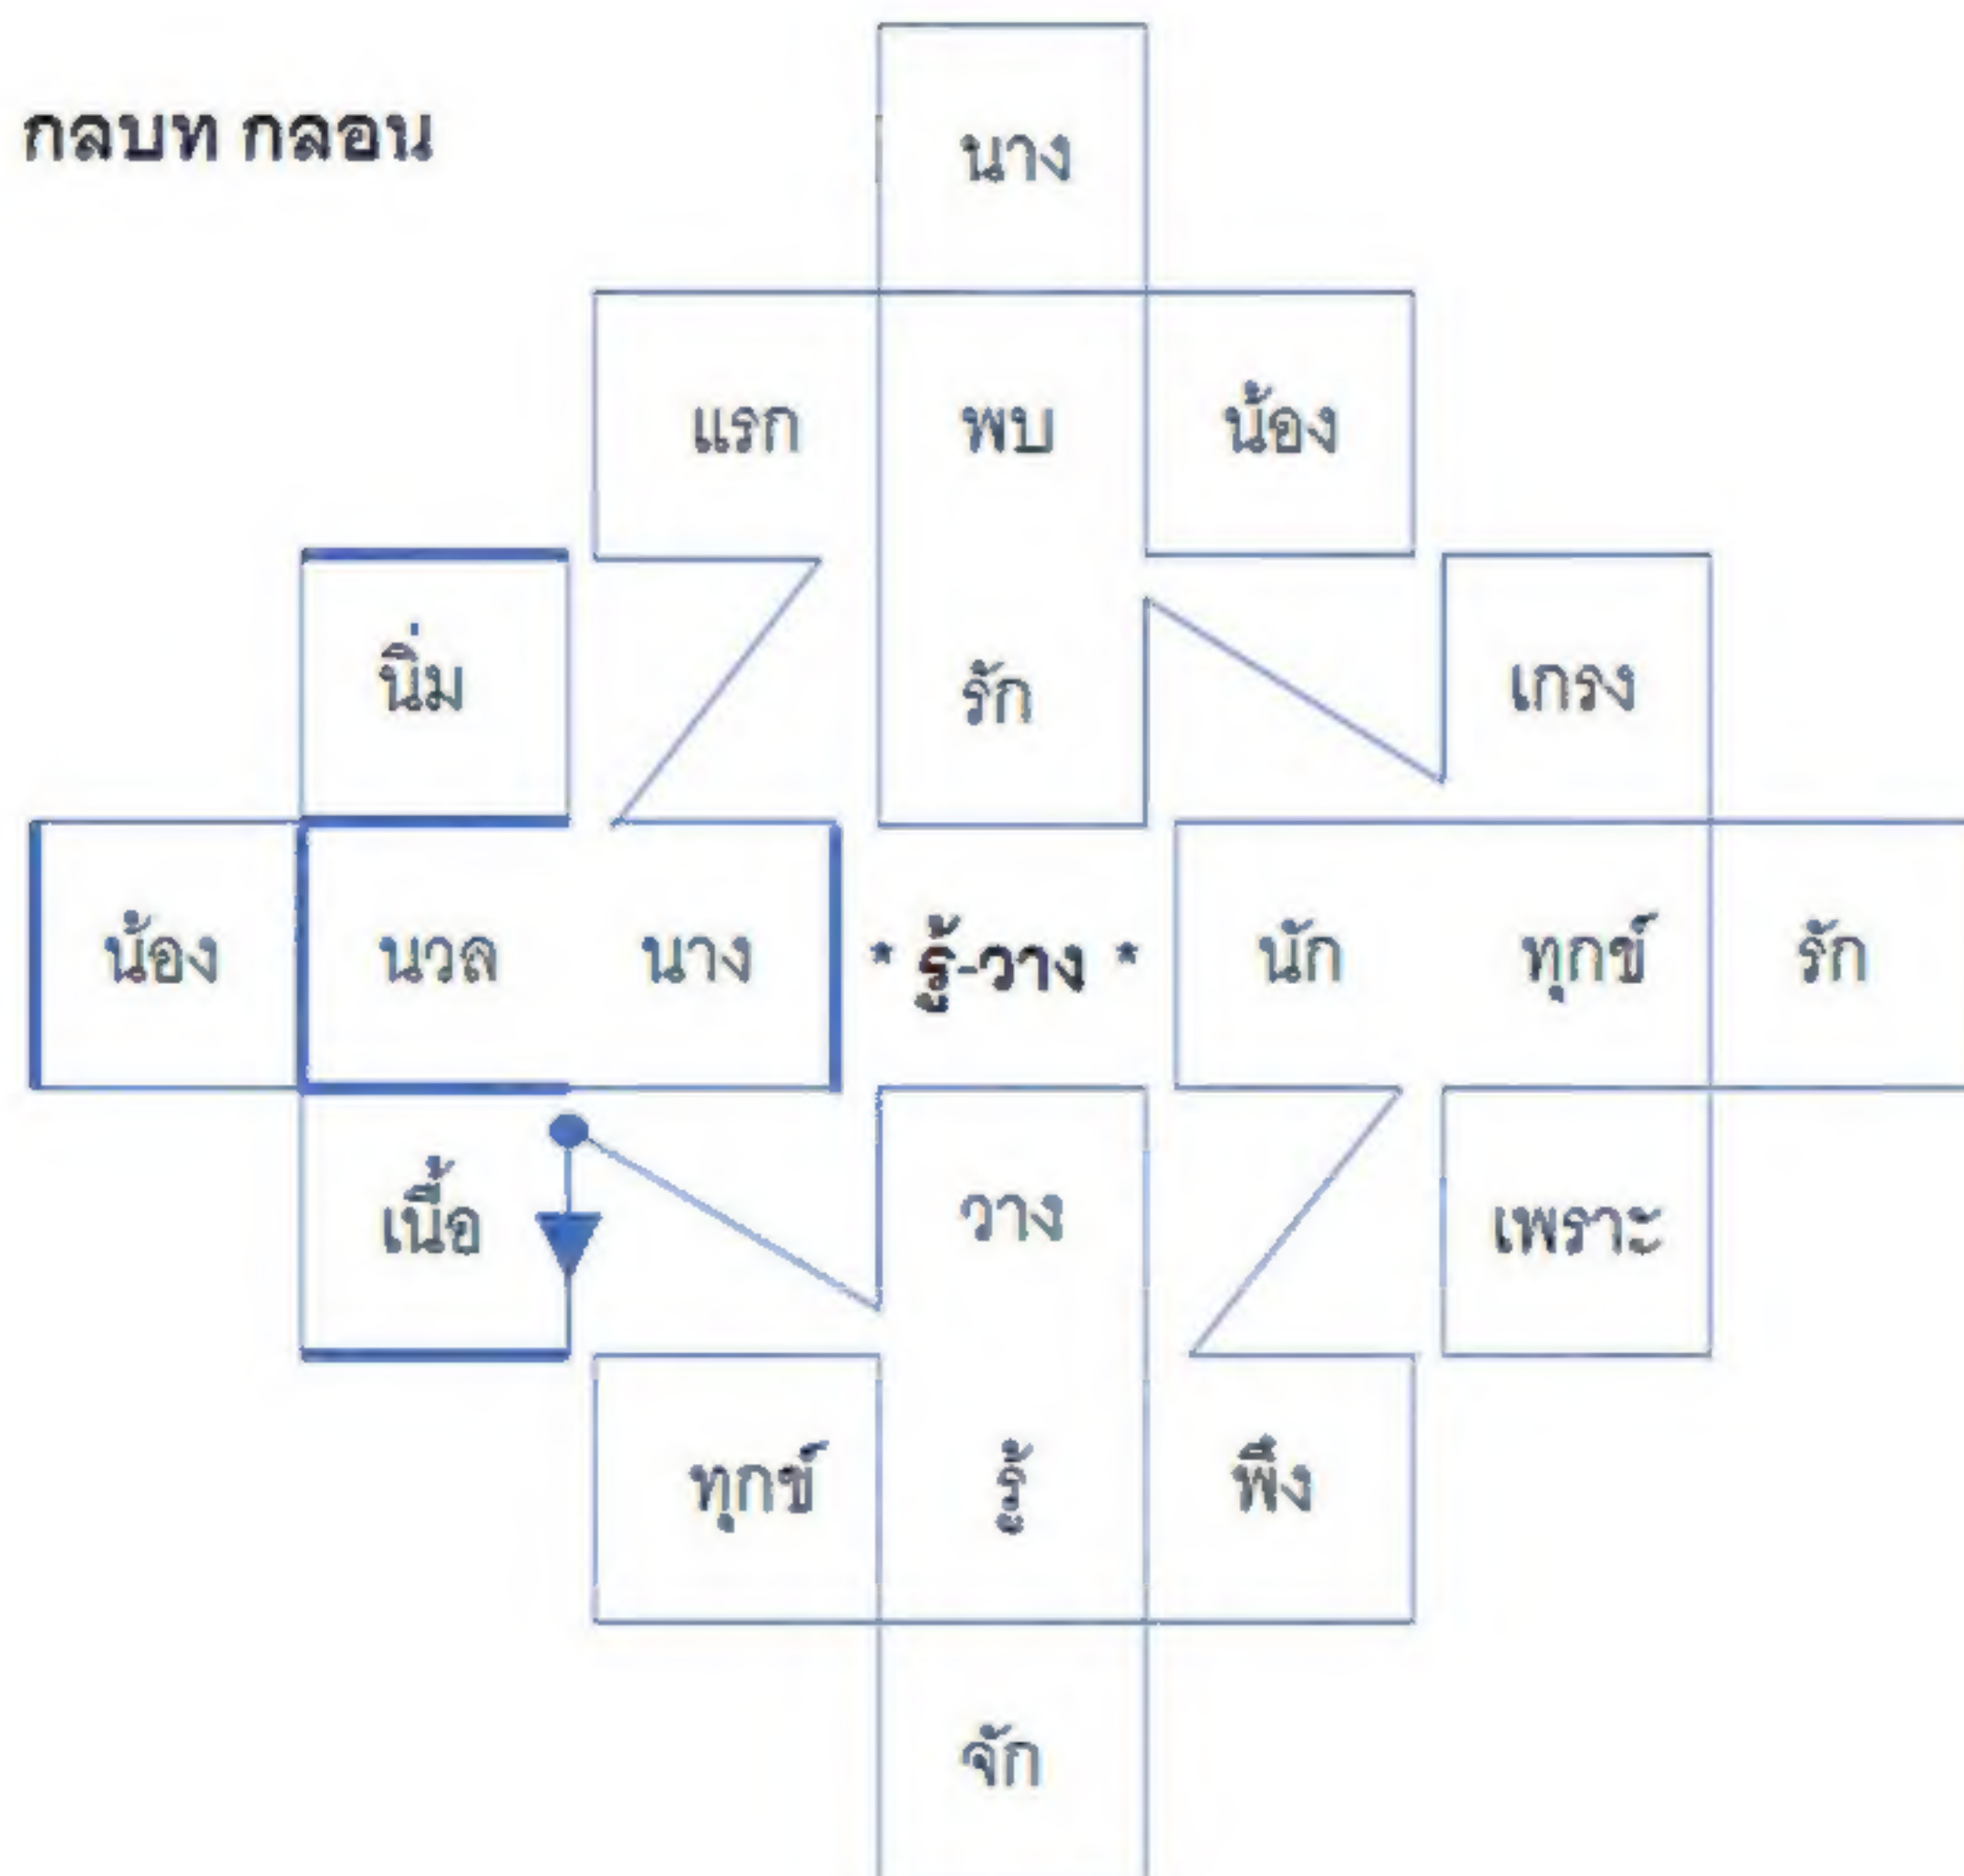 กลบท กลอน
นาง
แรก พบ น้อง
นิ่ม รัก เกรง
น้อง นวล นาง * รู้-วาง * นัก ทุกข์ รัก
เนื้อ วาง เพราะ
ทุกข์ รู้ พึง
จัก